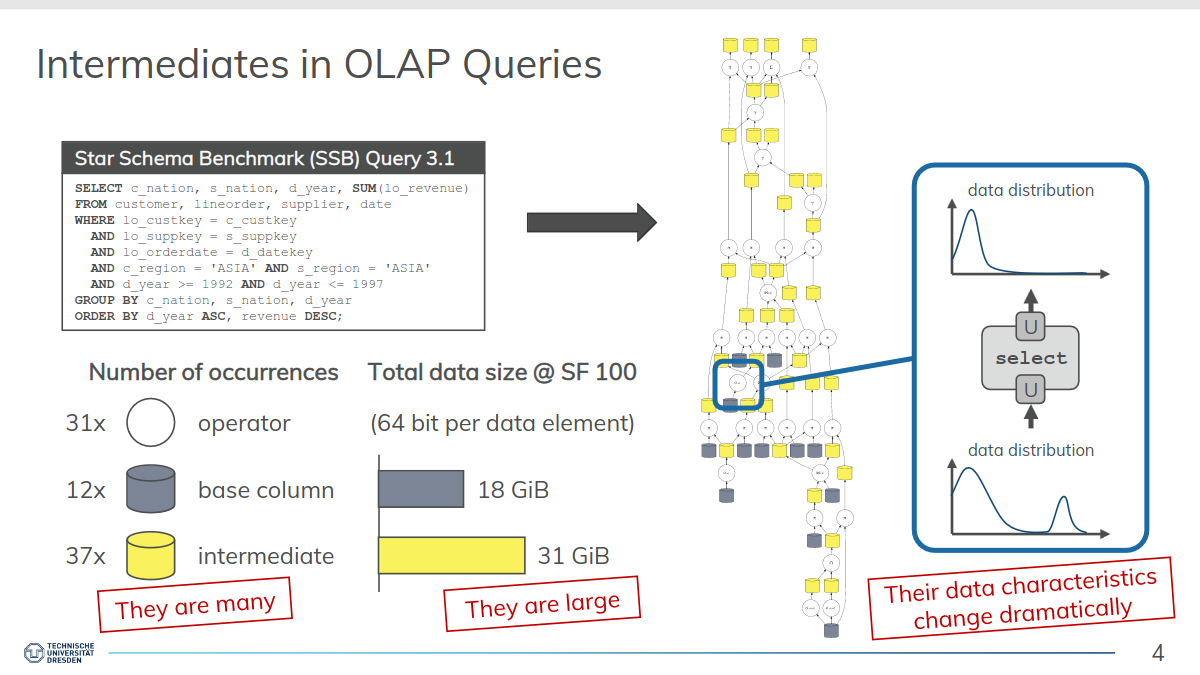 Intermediates in OLAP Queries
Star Schema Benchmark (SSB) Query 3.1
SELECT c_nation, s_nation, d_year, SUM(lo_revenue)
FROM customer, lineorder, supplier, date
WHERE lo_custkey = c_custkey
AND lo_suppkey = s_suppkey
AND lo_orderdate = d_datekey
AND c_region = 'ASIA' AND s_region = 'ASIA'
AND d_year >= 1992 AND d_year <= 1997
GROUP BY c_nation, s_nation, d_year
ORDER BY d_year ASC, revenue DESC;
Number of occurrences
31x operator
12x base column
37x intermediate
They are many
Total data size @ SF 100
(64 bit per data element)
18 GiB
31 GiB
They are large
data distribution
U
select
U
data distribution
Their data characteristics
change dramatically
TECHNISCHE
UNIVERSITÄT
DRESDEN
4